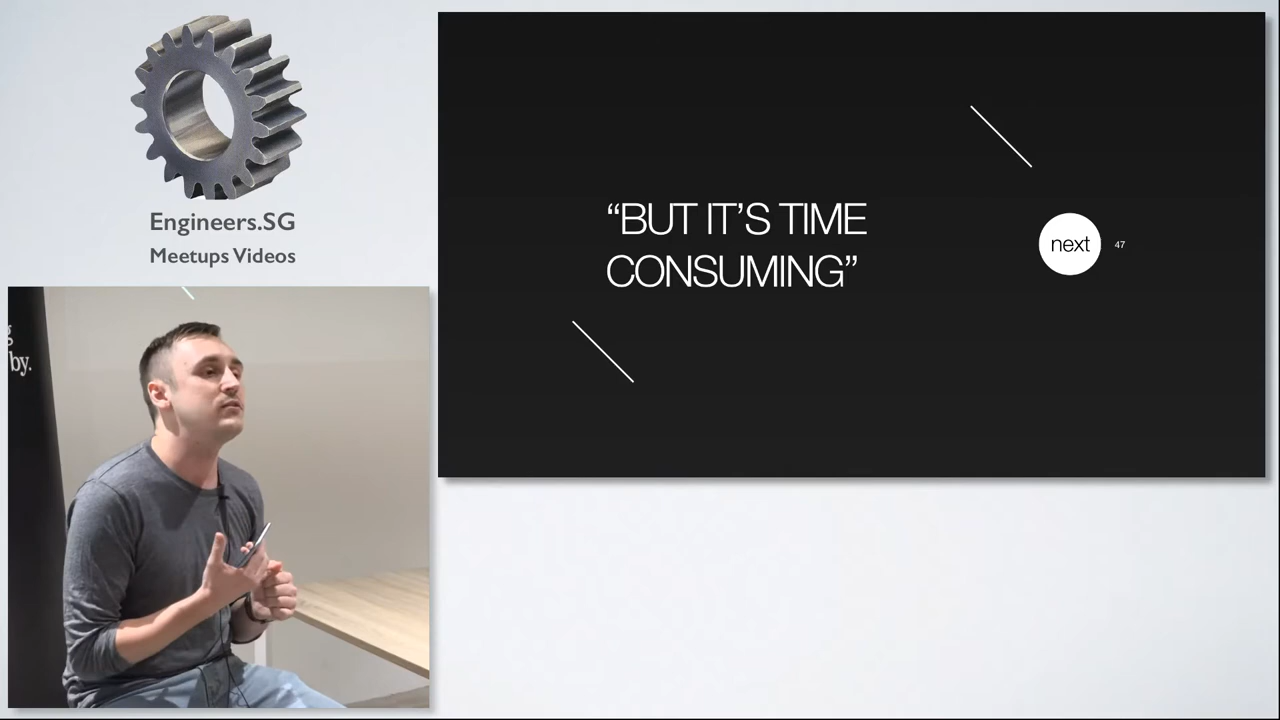 Engineers.SG
Meetups Videos
“BUT IT’S TIME
CONSUMING”
next
47
by.